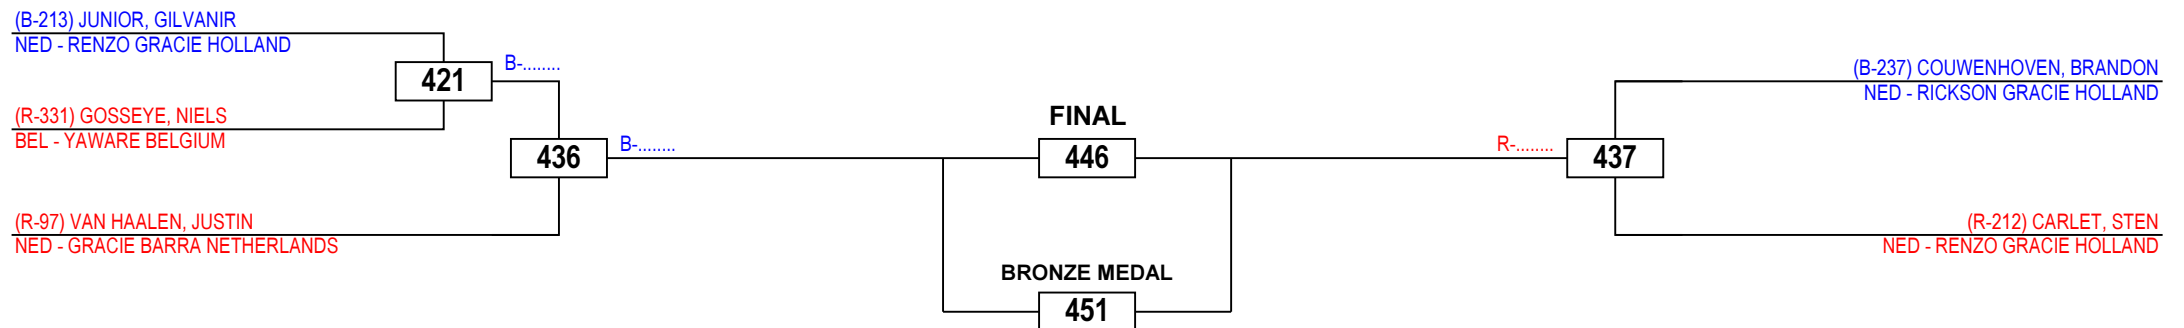 (B-213) JUNIOR, GILVANIR
NED - RENZO GRACIE HOLLAND
421
B-........
(R-331) GOSSEYE, NIELS
BEL - YAWARE BELGIUM
436
B-........
(R-97) VAN HAALEN, JUSTIN
NED - GRACIE BARRA NETHERLANDS
FINAL
446
BRONZE MEDAL
451
R-........
437
(B-237) COUWENHOVEN, BRANDON
NED - RICKSON GRACIE HOLLAND
(R-212) CARLET, STEN
NED - RENZO GRACIE HOLLAND